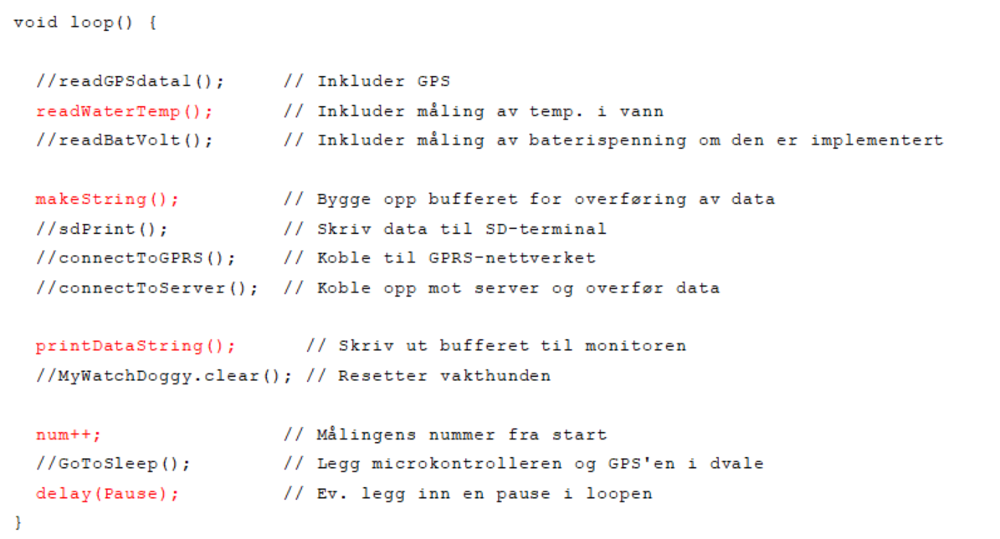 void loop() {
//readGPSdata1();     // Inkluder GPS
readWaterTemp();      // Inkluder måling av temp. i vann
//readBatVolt();      // Inkluder måling av baterispenning om den er implementert
makeString();         // Bygge opp bufferet for overføring av data
//sdPrint();          // Skriv data til SD-terminal
//connectToGPRS();    // Koble til GPRS-nettverket
//connectToServer();  // Koble opp mot server og overfør data
printDataString();      // Skriv ut bufferet til monitoren
//MyWatchDoggy.clear(); // Resetter vakthunden
num++;                // Målingens nummer fra start
//GoToSleep();        // Legg microkontrolleren og GPS'en i dvale
delay(Pause);         // Ev. legg inn en pause i loopen
}